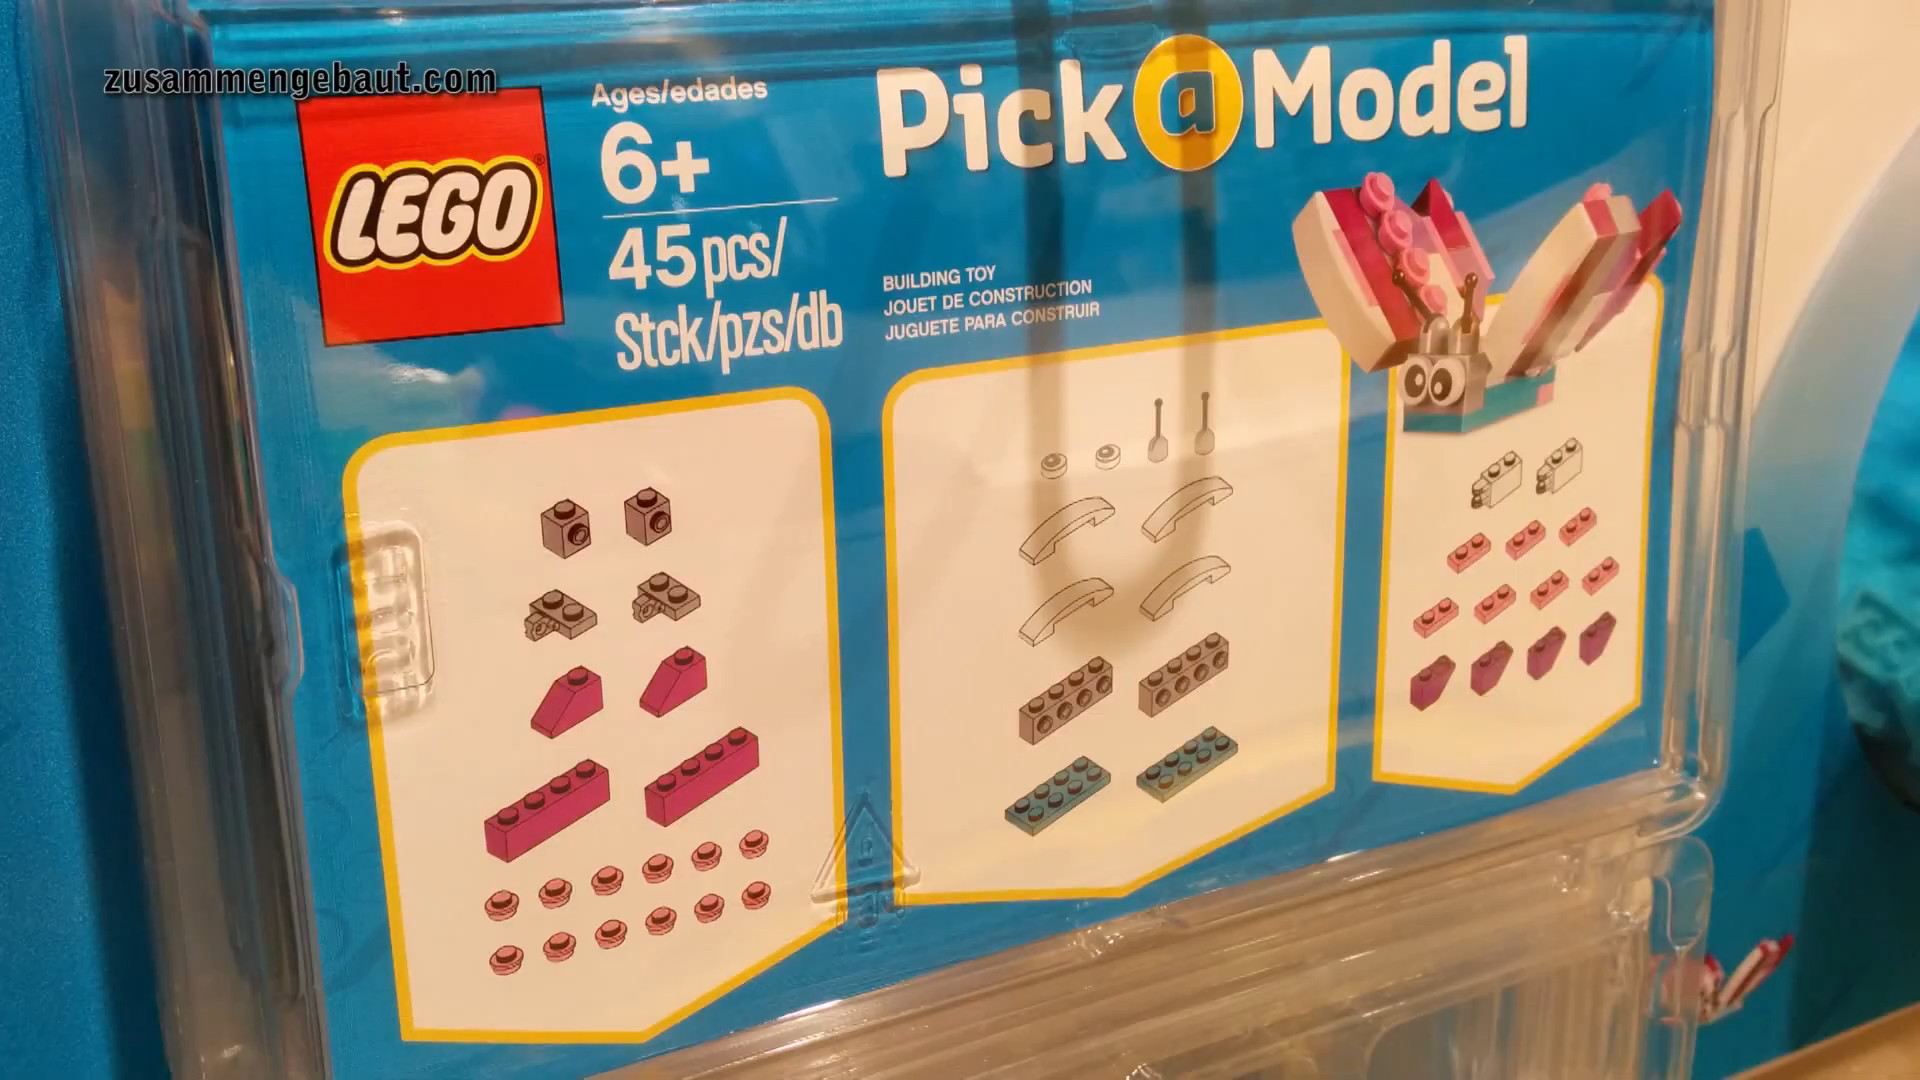 zusammengebaut.com
LEGO®
Ages/edades
6+
45 pcs/
Stck/pzs/db
Pick a Model
BUILDING TOY
JOUET DE CONSTRUCTION
JUGUETE PARA CONSTRUIR